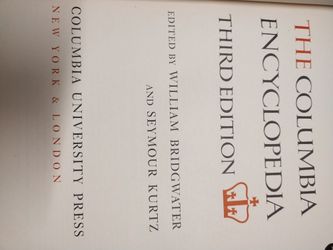 THE COLUMBIA
ENCYCLOPEDIA
THIRD EDITION
EDITED BY WILLIAM BRIDGWATER
AND SEYMOUR KURTZ
COLUMBIA UNIVERSITY PRESS
NEW YORK & LONDON